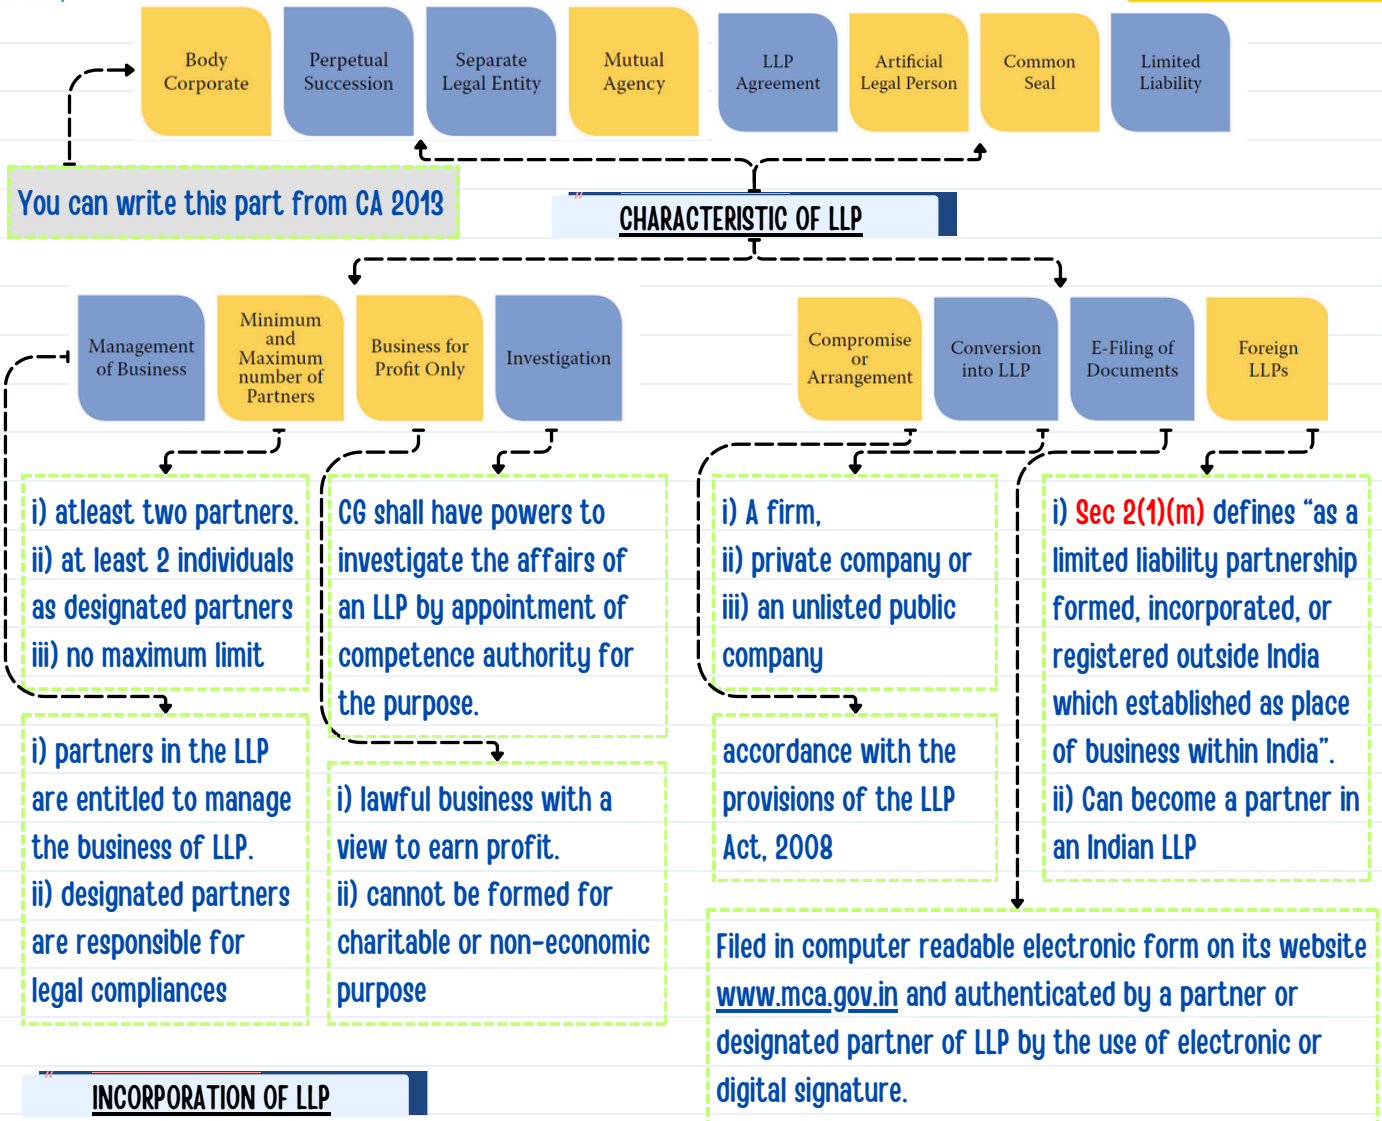 Body
Corporate
Perpetual
Succession
Separate
Legal Entity
Mutual
Agency
LLP
Agreement
Artificial
Legal Person
Common
Seal
Limited
Liability
You can write this part from CA 2013
CHARACTERISTIC OF LLP
Management
of Business
Minimum
and
Maximum
number of
Partners
Business for
Profit Only
Investigation
Compromise
or
Arrangement
Conversion
into LLP
E-Filing of
Documents
Foreign
LLPs
i) atleast two partners.
ii) at least 2 individuals
as designated partners
iii) no maximum limit
CG shall have powers to
investigate the affairs of
an LLP by appointment of
competence authority for
the purpose.
i) A firm,
ii) private company or
iii) an unlisted public
company
i) Sec 2(1)(m) defines “as a
limited liability partnership
formed, incorporated, or
registered outside India
which established as place
of business within India”.
ii) Can become a partner in
an Indian LLP
i) partners in the LLP
are entitled to manage
the business of LLP.
ii) designated partners
are responsible for
legal compliances
i) lawful business with a
view to earn profit.
ii) cannot be formed for
charitable or non-economic
purpose
accordance with the
provisions of the LLP
Act, 2008
Filed in computer readable electronic form on its website
www.mca.gov.in and authenticated by a partner or
designated partner of LLP by the use of electronic or
digital signature.
INCORPORATION OF LLP